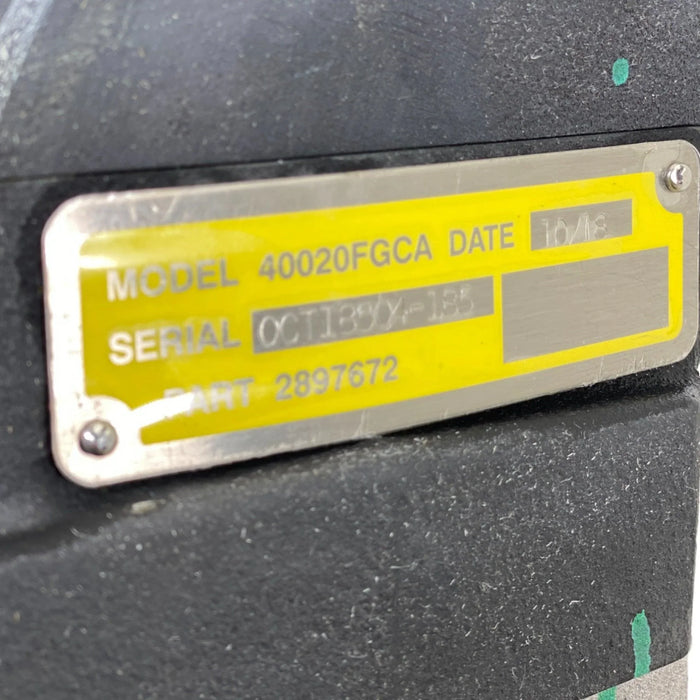 MODEL 40020FGCA DATE 10/18
SERIAL
PART 2897672